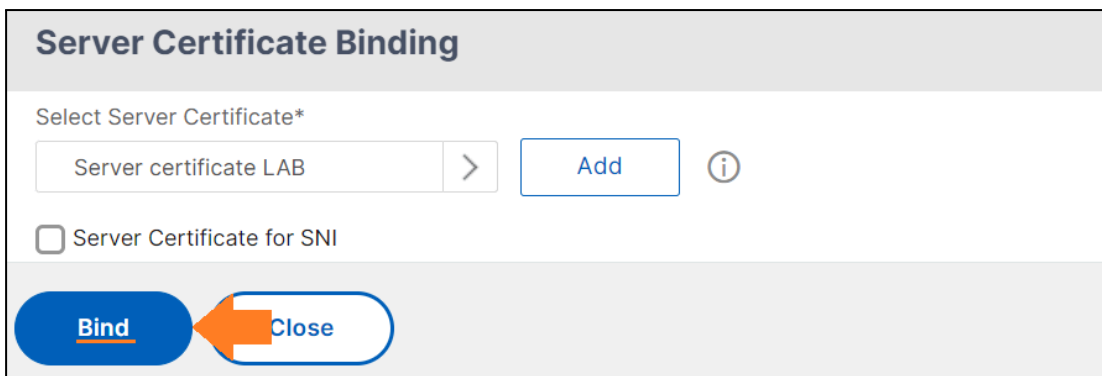 Server Certificate Binding
Select Server Certificate*
Server certificate LAB
Add
Server Certificate for SNI
Bind
Close